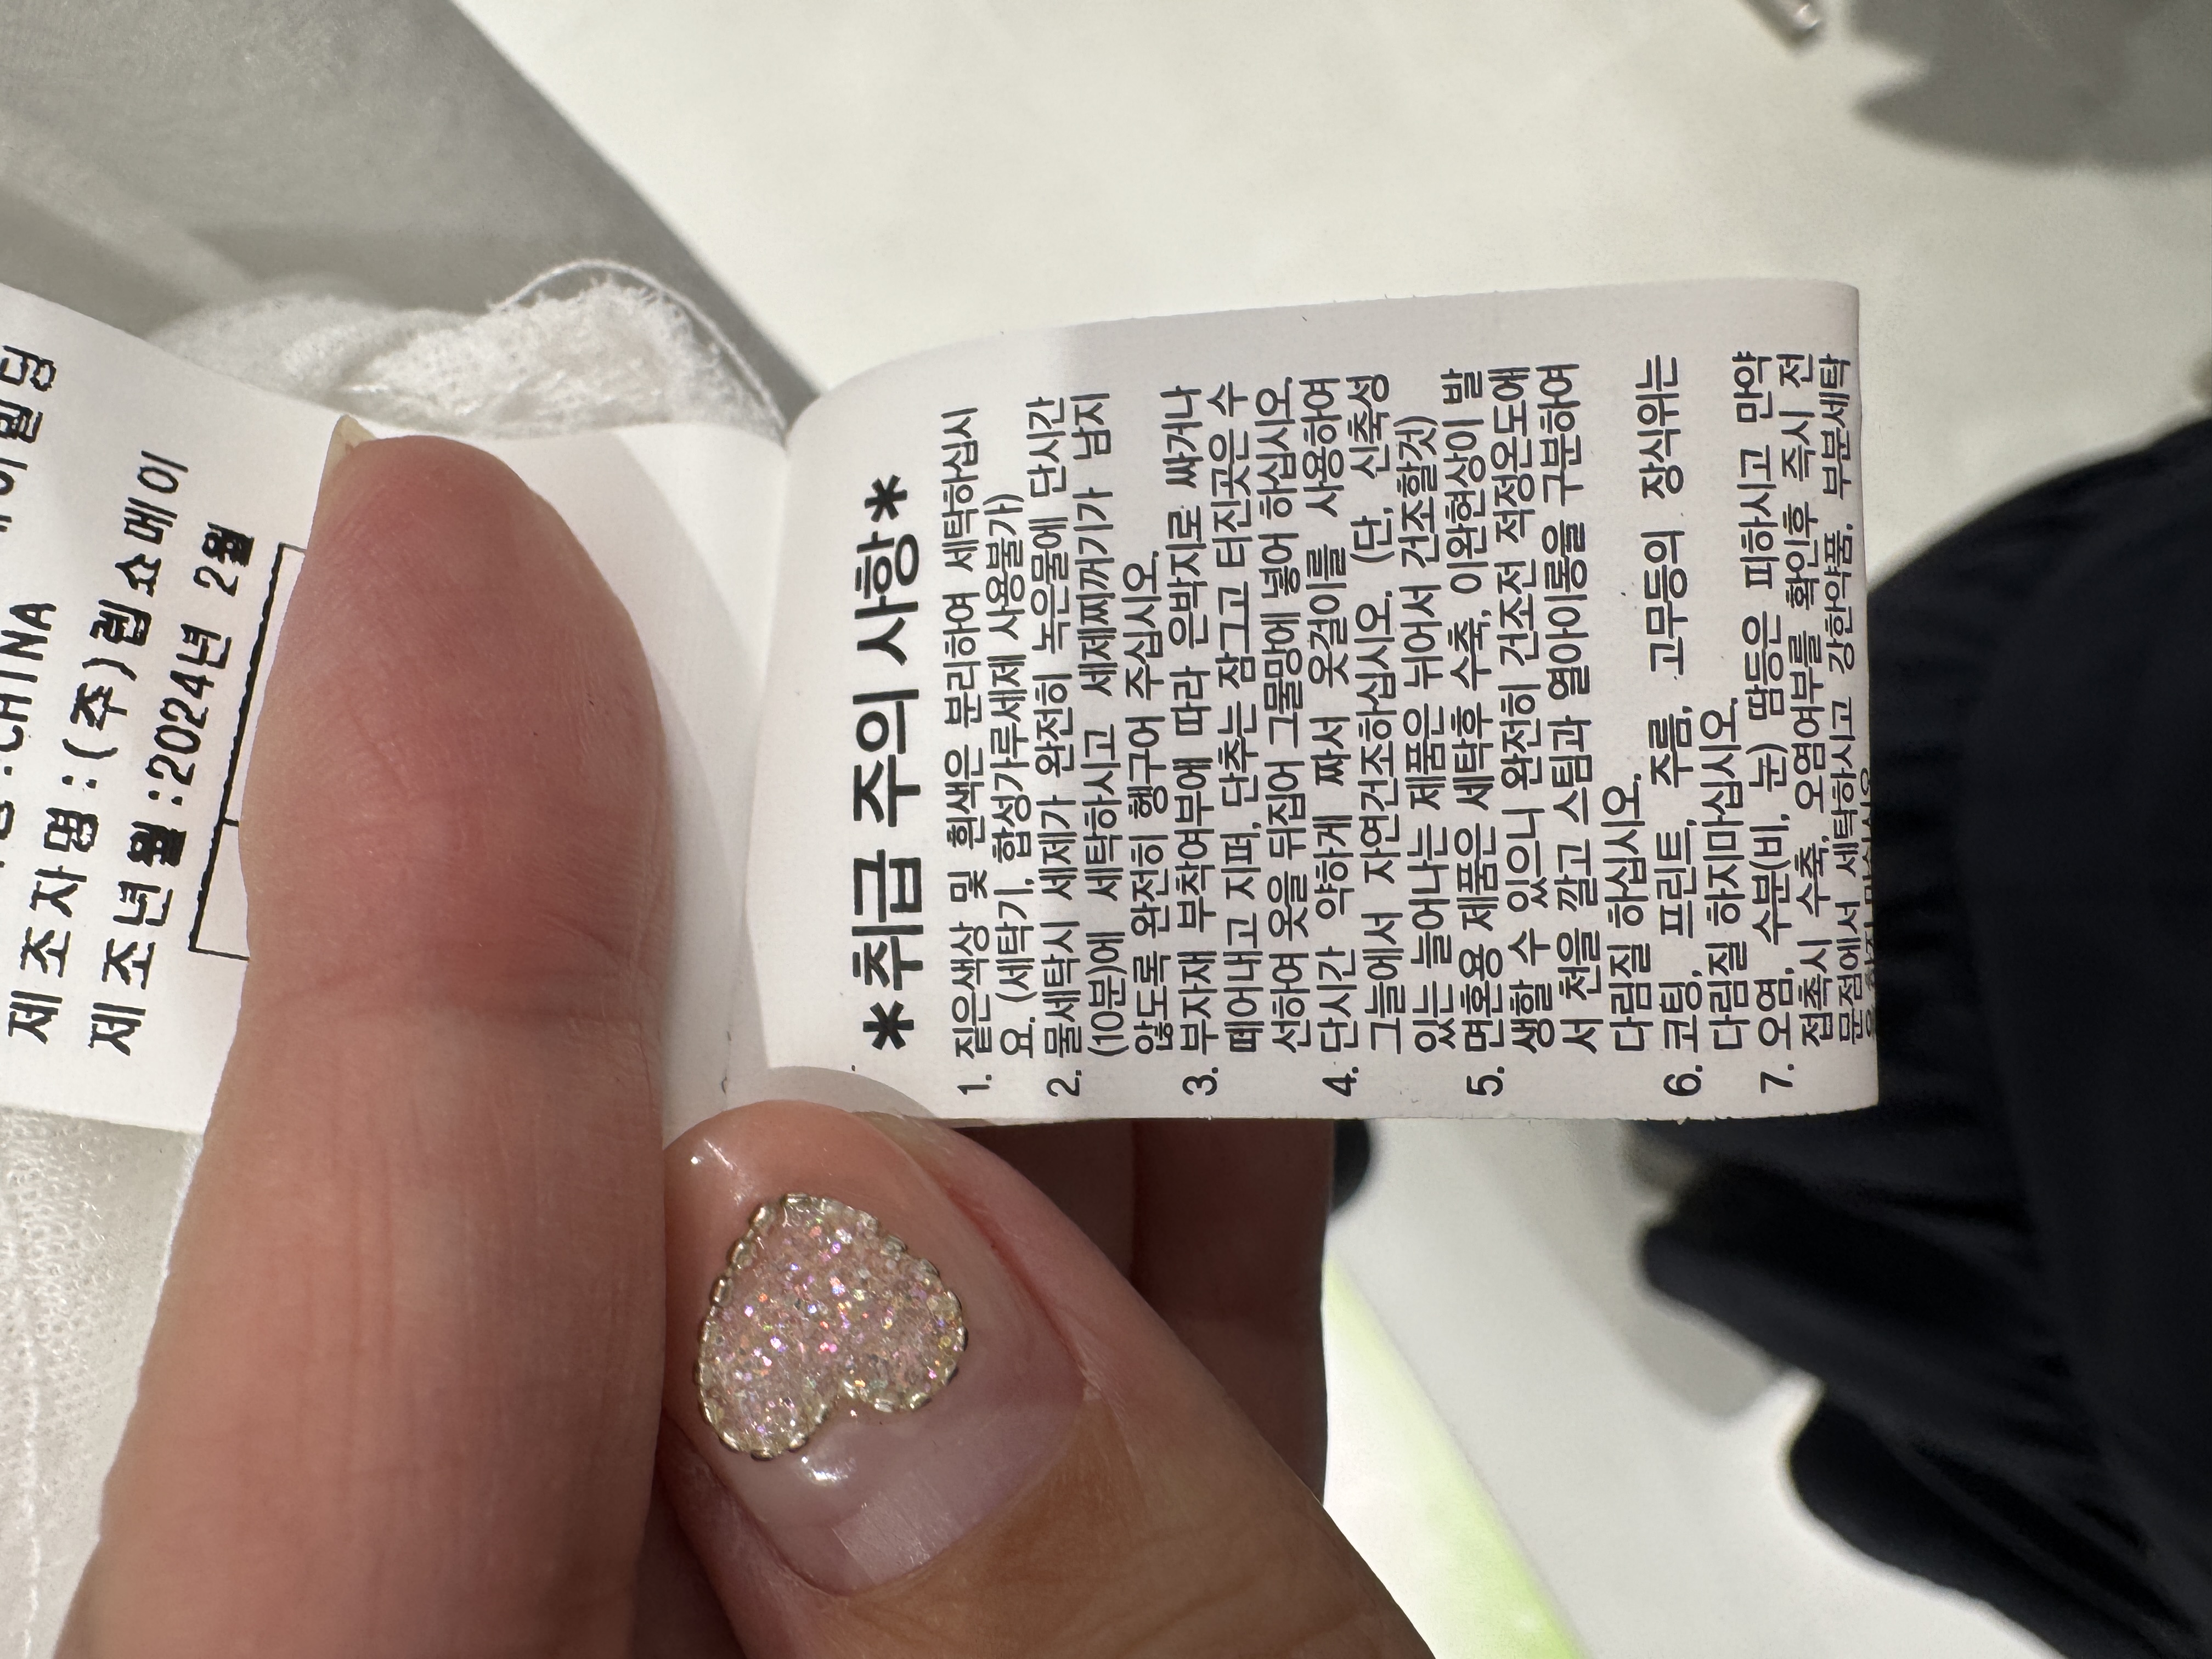 빌딩
:CHINA
제조자명:(주)렙쇼메이
제조년월:2024년 2월
*취급 주의 사항*
1. 짙은색상 및 흰색은 분리하여 세탁하십시
요. (세탁기, 합성가루세제 사용불가)
2. 물세탁시 세제가 완전히 녹은물에 단시간
(10분)에 세탁하시고 세제찌꺼기가 남지
않도록 완전히 헹구어 주십시오.
3. 부자재 부착여부에 따라 은박지로 싸거나
떼어내고 지퍼, 단추는 잠그고 터진곳은 수
선하여 옷을 뒤집어 그물망에 넣어 하십시오.
4. 단시간 약하게 짜서 옷걸이를 사용하여
그늘에서 자연건조하십시오. (단, 신축성
있는 늘어나는 제품은 뉘어서 건조할것)
5. 면혼용 제품은 세탁후 수축, 이완현상이 발
생할 수 있으니 완전히 건조전 적정온도에
서 천을 깔고 스팀과 열아이롱을 구분하여
다림질 하십시오.
6. 코팅, 프린트, 주름, 고무등의 장식위는
다림질 하지마십시오.
7. 오염, 수분(비, 눈) 땀등은 피하시고 만약
접촉시 수축, 오염여부를 확인후 즉시 전
문점에서 세탁하시고 강한약품, 부분세탁